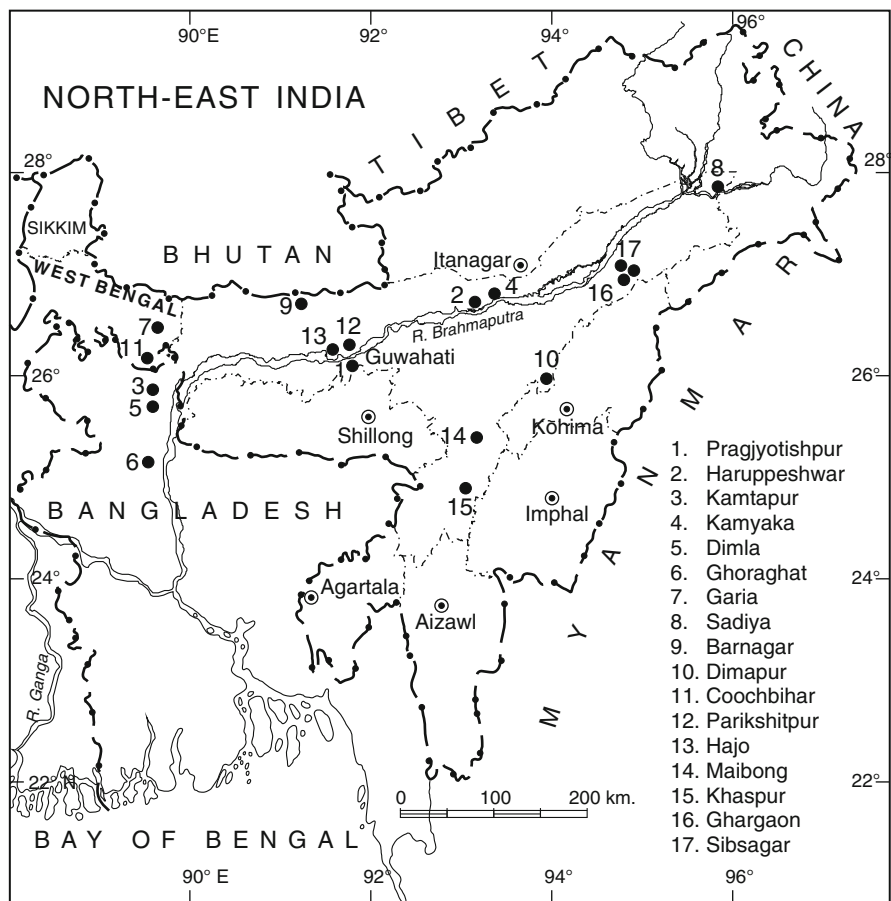 90°E 92° 94° 96°
NORTH-EAST INDIA
TIBET
CHINA
28° 28°
8
SIKKIM
BHUTAN
Itanagar
WEST BENGAL
17
16
9
2 4
R. Brahmaputra
7
13 12
11
Guwahati
1
26° 26°
3
10
5
Kōhima
Shillong
14
6
15
Imphal
BANGLADESH
MYANMAR
24° 24°
Agartala
Aizawl
R. Ganga
22° N 22°
0 100 200 km.
BAY OF BENGAL
90° E 92° 94° 96°
1. Pragjyotishpur
2. Haruppeshwar
3. Kamtapur
4. Kamyaka
5. Dimla
6. Ghoraghat
7. Garia
8. Sadiya
9. Barnagar
10. Dimapur
11. Coochbihar
12. Parikshitpur
13. Hajo
14. Maibong
15. Khaspur
16. Ghargaon
17. Sibsagar